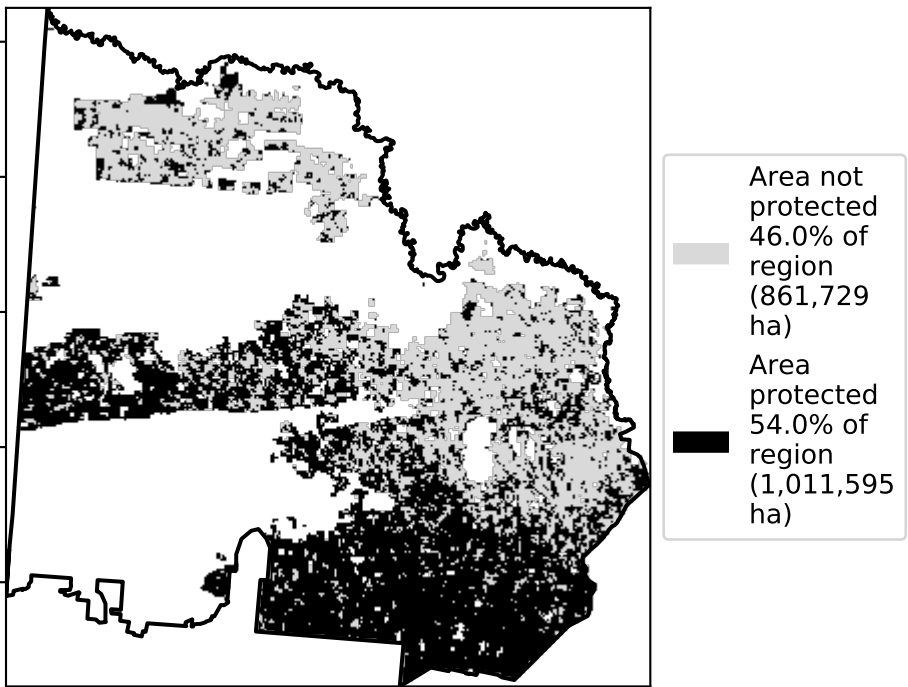 Area not
protected
46.0% of
region
(861,729
ha)
Area
protected
54.0% of
region
(1,011,595
ha)